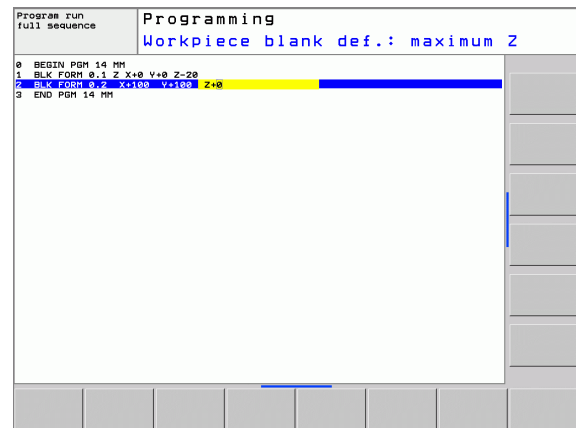 Program run
full sequence
Programming
Workpiece blank def.: maximum Z
0 BEGIN PGM 14 MM
1 BLK FORM 0.1 Z X+0 Y+0 Z-20
2 BLK FORM 0.2 X+100 Y+100 Z+0
3 END PGM 14 MM